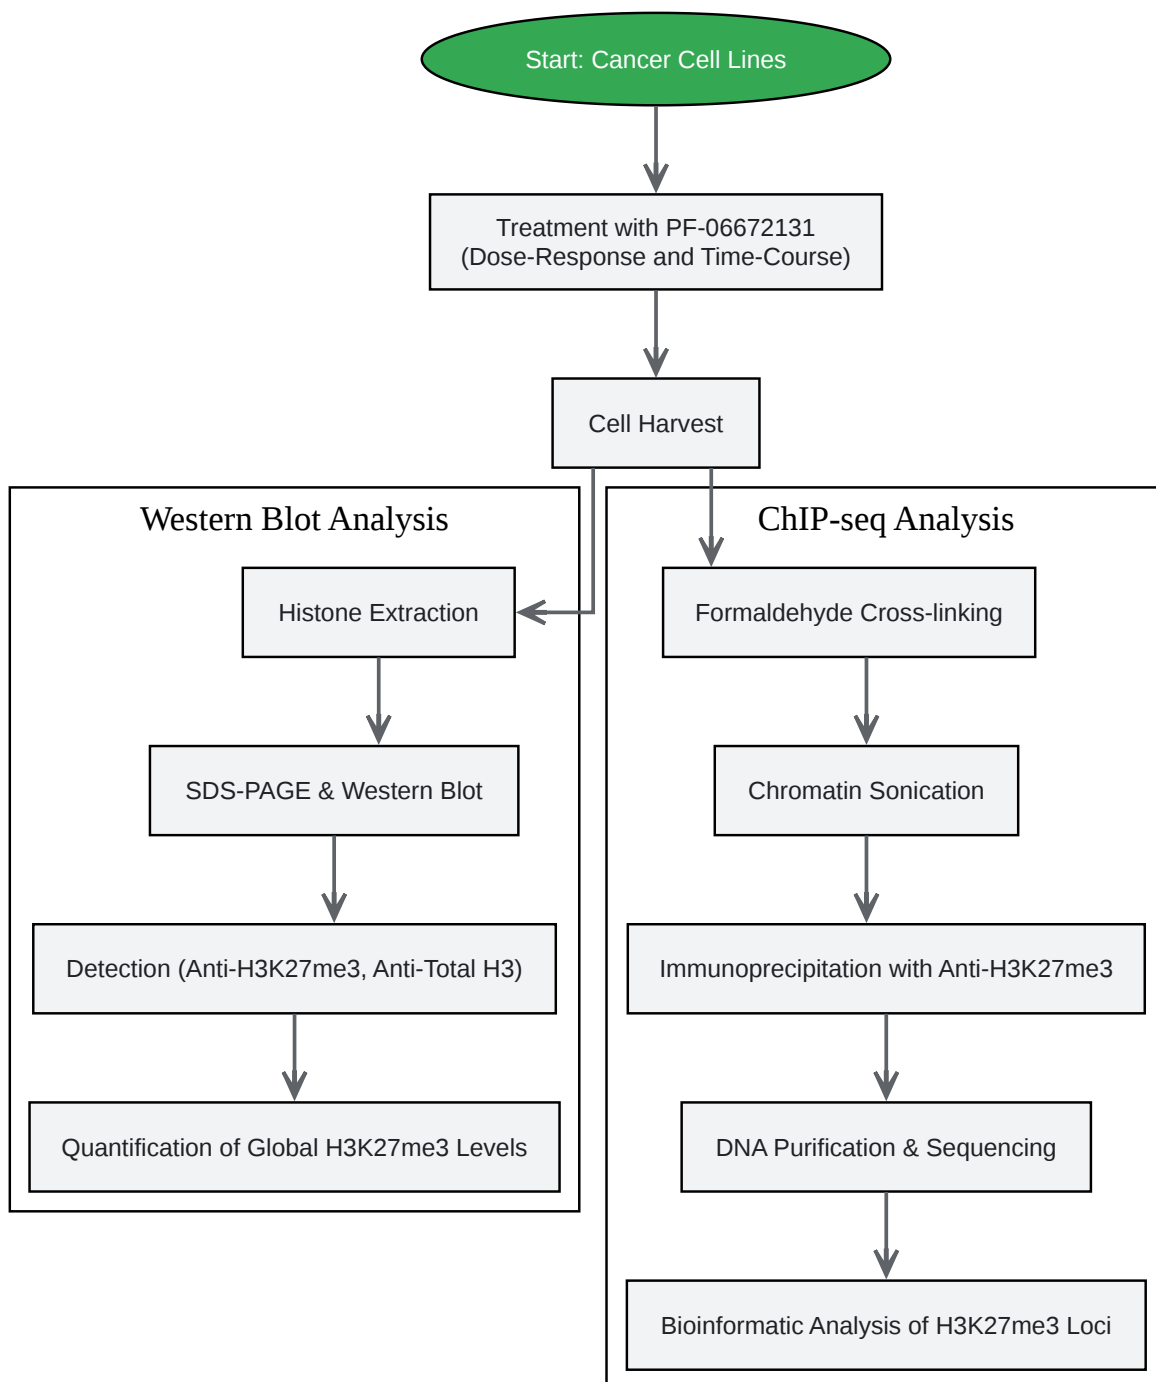 Start: Cancer Cell Lines
Treatment with PF-06672131
(Dose-Response and Time-Course)
Cell Harvest
Western Blot Analysis
Histone Extraction
SDS-PAGE & Western Blot
Detection (Anti-H3K27me3, Anti-Total H3)
Quantification of Global H3K27me3 Levels
ChIP-seq Analysis
Formaldehyde Cross-linking
Chromatin Sonication
Immunoprecipitation with Anti-H3K27me3
DNA Purification & Sequencing
Bioinformatic Analysis of H3K27me3 Loci